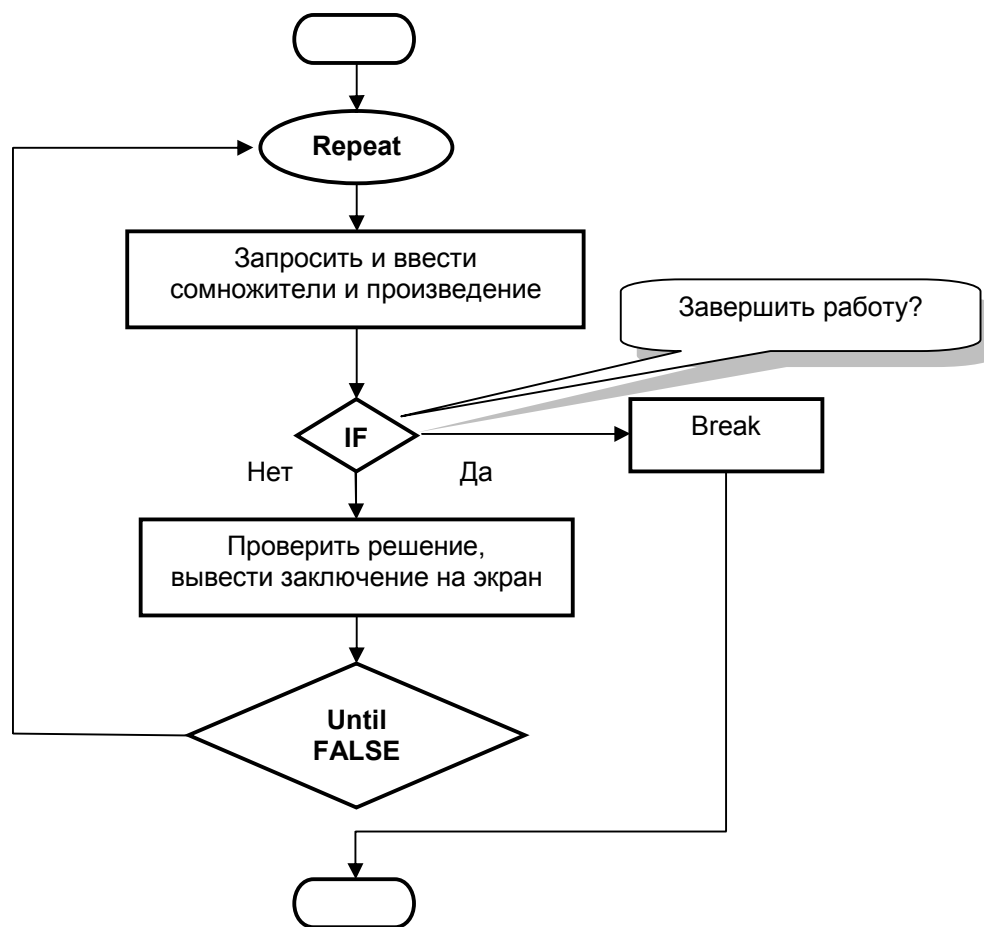 Repeat
Запросить и ввести
сомножители и произведение
Завершить работу?
IF
Break
Нет
Да
Проверить решение,
вывести заключение на экран
Until
FALSE